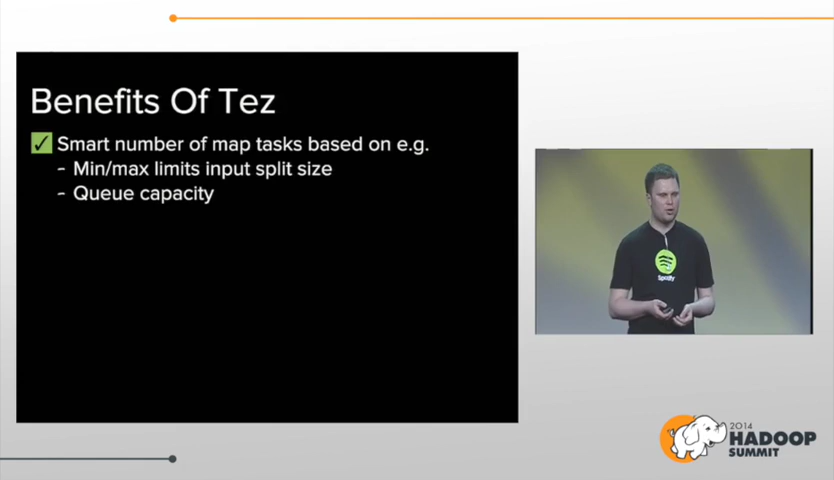 Benefits Of Tez
✓ Smart number of map tasks based on e.g.
- Min/max limits input split size
- Queue capacity
Spotify
2014
HADOOP
SUMMIT